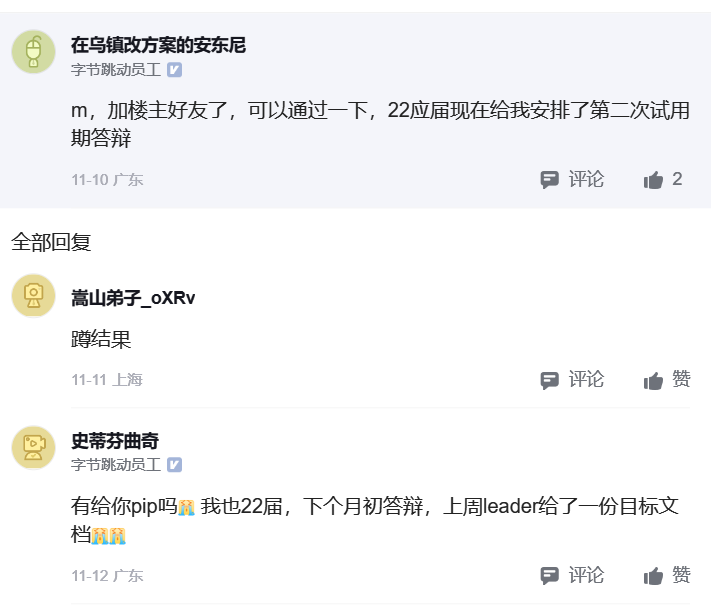 在乌镇改方案的安东尼
字节跳动员工
m，加楼主好友了，可以通过一下，22应届现在给我安排了第二次试用
期答辩
11-10 广东
评论
2
全部回复
嵩山弟子_oXRv
蹲结果
11-11 上海
评论
赞
史蒂芬曲奇
字节跳动员工
有给你pip吗😭 我也22届，下个月初答辩，上周leader给了一份目标文
档😭😭
11-12 广东
评论
赞